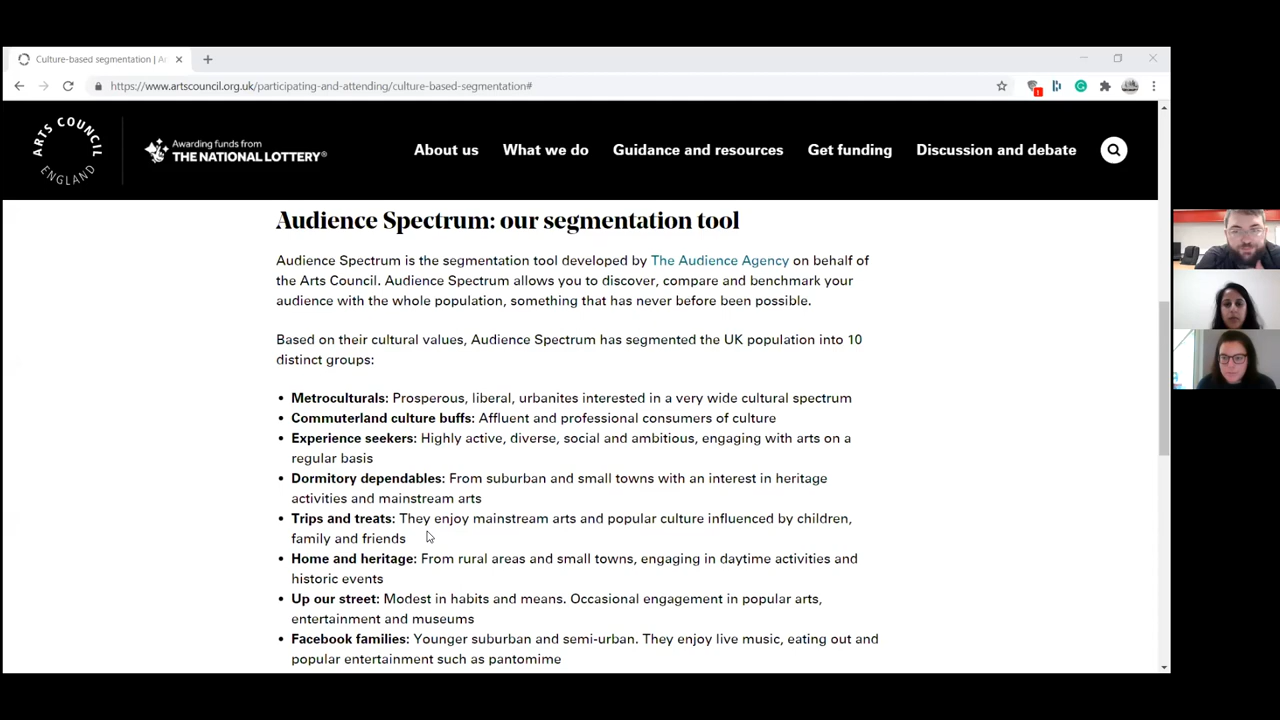 Culture-based segmentation | A
https://www.artscouncil.org.uk/participating-and-attending/culture-based-segmentation#
ARTS COUNCIL
ENGLAND
Awarding funds from
THE NATIONAL LOTTERY®
About us
What we do
Guidance and resources
Get funding
Discussion and debate
Audience Spectrum: our segmentation tool
Audience Spectrum is the segmentation tool developed by The Audience Agency on behalf of
the Arts Council. Audience Spectrum allows you to discover, compare and benchmark your
audience with the whole population, something that has never before been possible.
Based on their cultural values, Audience Spectrum has segmented the UK population into 10
distinct groups:
• Metroculturals: Prosperous, liberal, urbanites interested in a very wide cultural spectrum
• Commuterland culture buffs: Affluent and professional consumers of culture
• Experience seekers: Highly active, diverse, social and ambitious, engaging with arts on a
regular basis
• Dormitory dependables: From suburban and small towns with an interest in heritage
activities and mainstream arts
• Trips and treats: They enjoy mainstream arts and popular culture influenced by children,
family and friends
• Home and heritage: From rural areas and small towns, engaging in daytime activities and
historic events
• Up our street: Modest in habits and means. Occasional engagement in popular arts,
entertainment and museums
• Facebook families: Younger suburban and semi-urban. They enjoy live music, eating out and
popular entertainment such as pantomime